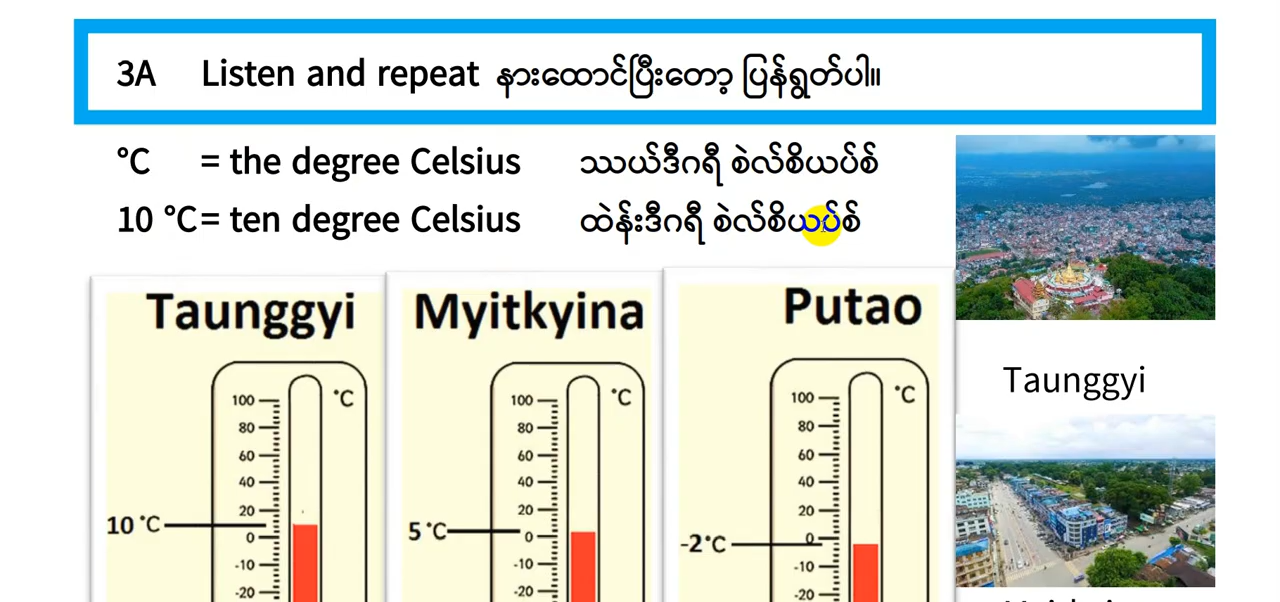 3A Listen and repeat နားထောင်ပြီးတော့ ပြန်ရွတ်ပါ။
°C = the degree Celsius ဿယ်ဒီဂရီ စဲလ်စိယပ်စ်
10 °C= ten degree Celsius ထဲန်းဒီဂရီ စဲလ်စိယပ်စ်
Taunggyi
°C
100
80
60
40
20
0
-10
-20
10 °C
Myitkyina
°C
100
80
60
40
20
0
-10
-20
5 °C
Putao
°C
100
80
60
40
20
0
-10
-20
-2°C
Taunggyi